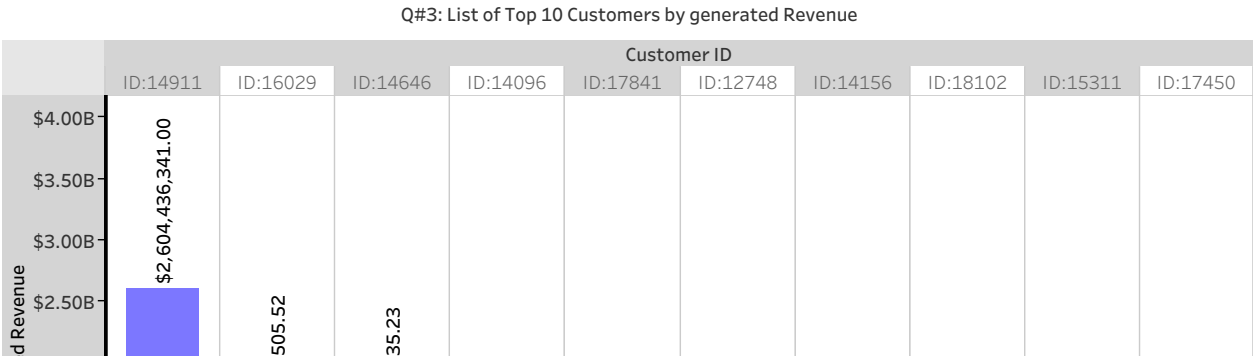 Q#3: List of Top 10 Customers by generated Revenue
Customer ID
ID:14911 ID:16029 ID:14646 ID:14096 ID:17841 ID:12748 ID:14156 ID:18102 ID:15311 ID:17450
$4.00B
$3.50B
$3.00B
$2.50B
Revenue
$2,604,436,341.00
505.52
35.23